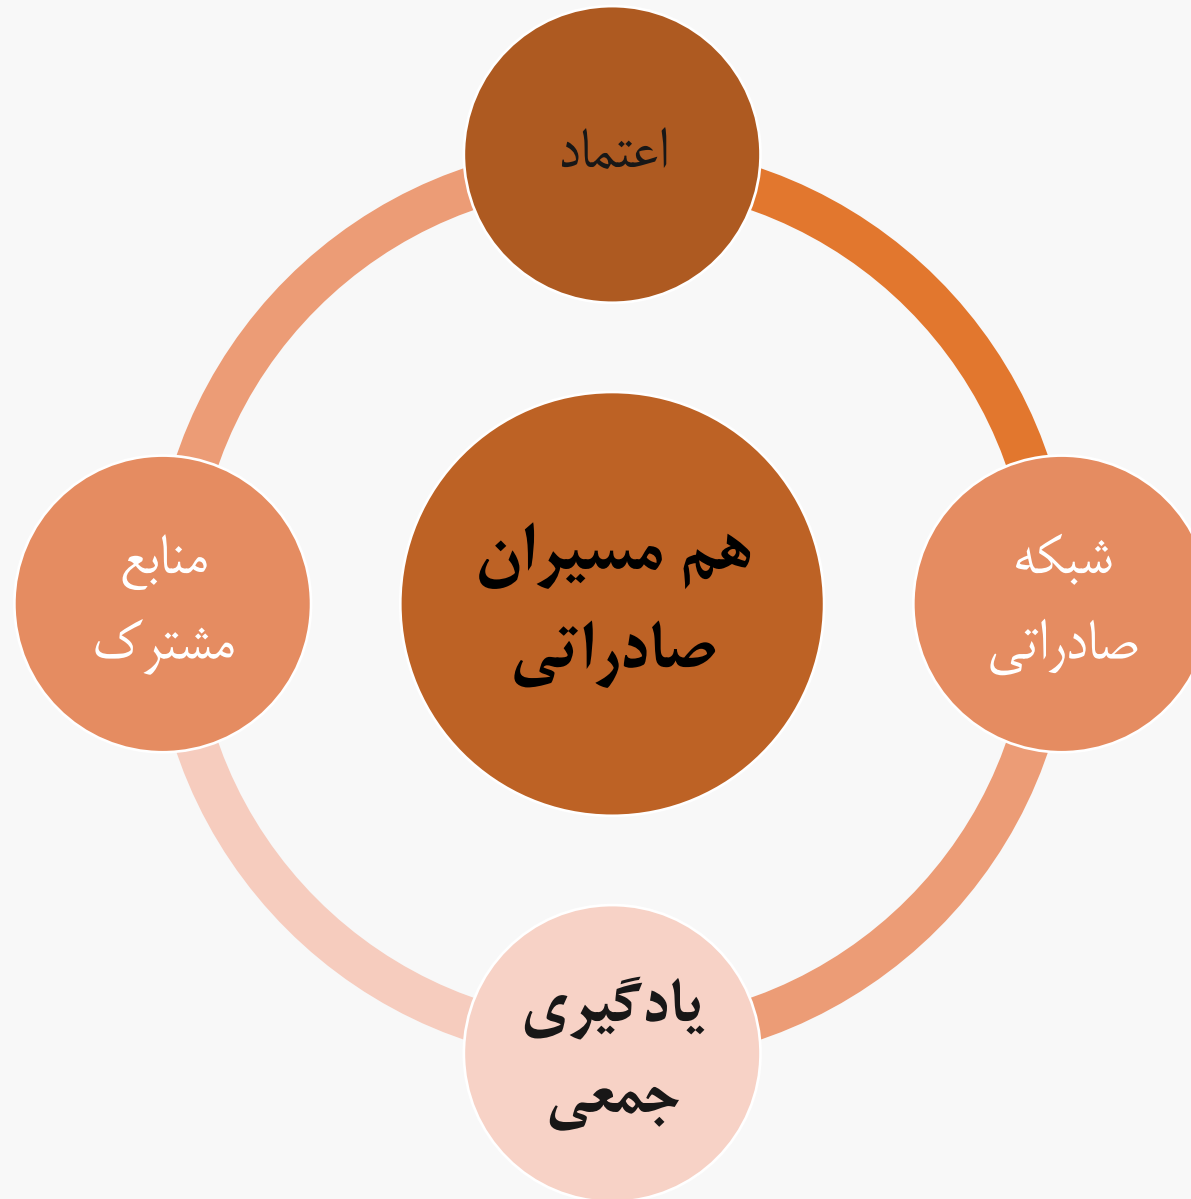 اعتماد
هم مسیران
صادراتی
شبکه
صادراتی
منابع
مشترک
یادگیری
جمعی